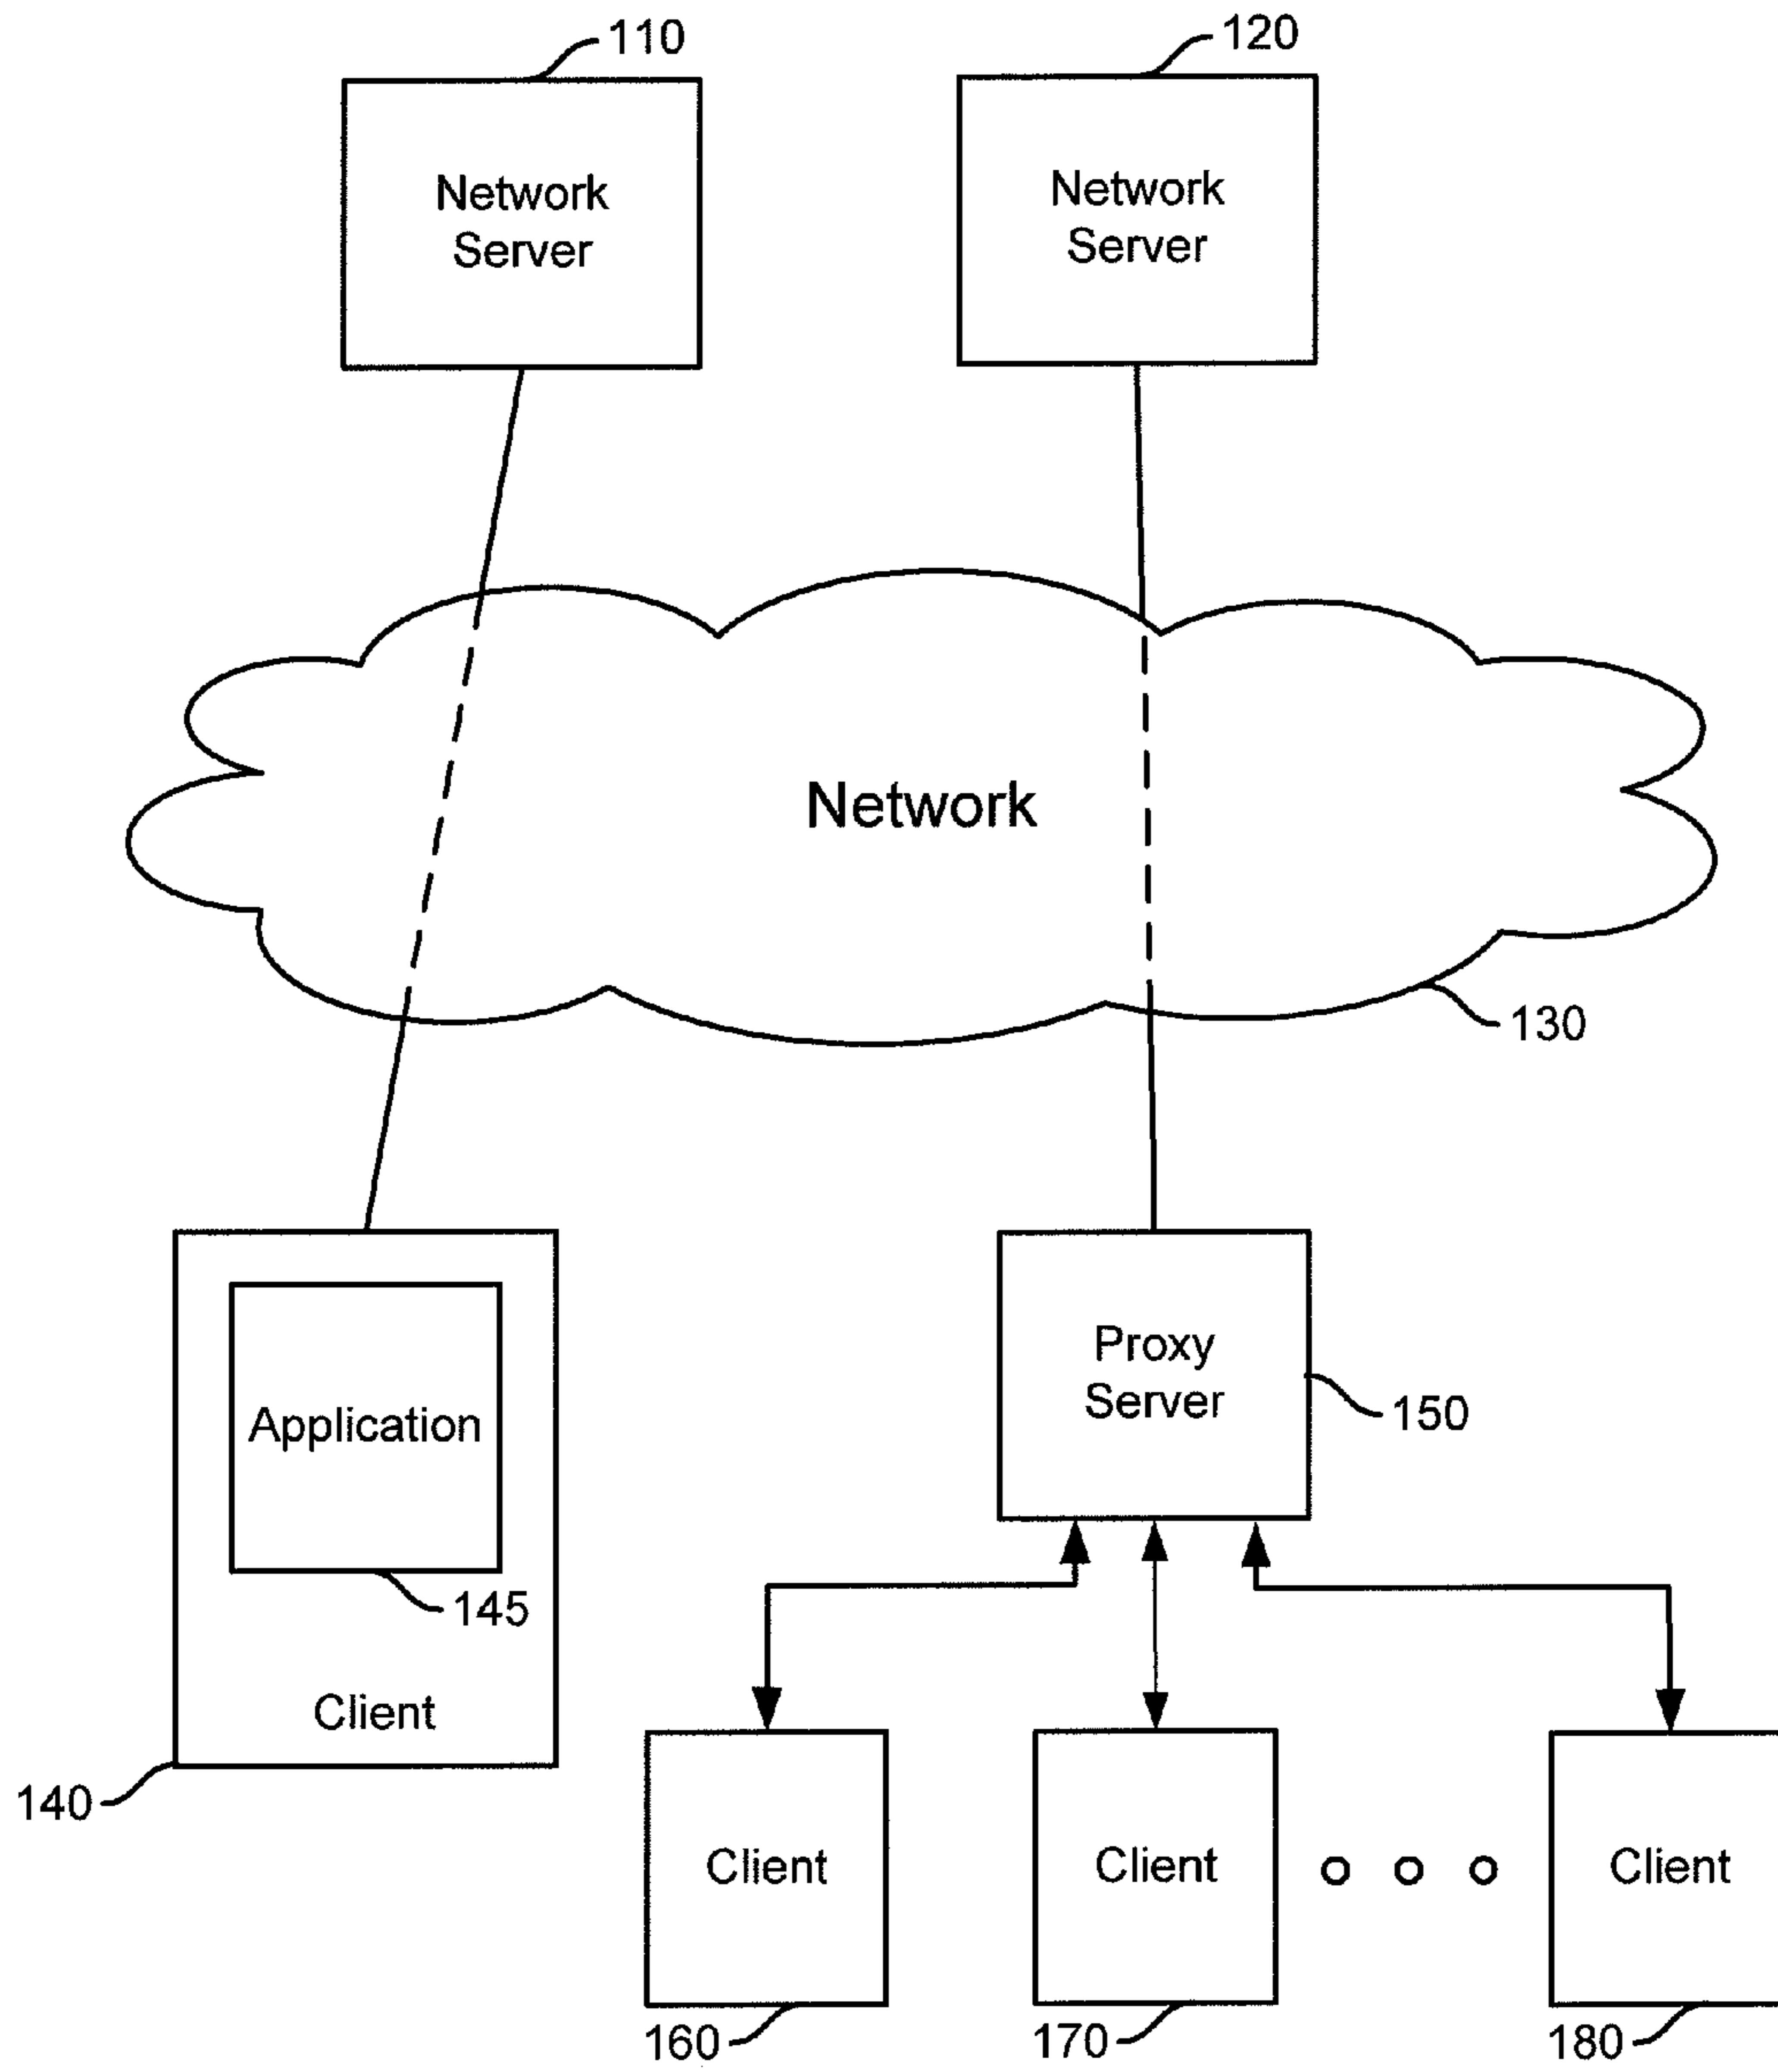 110
120
Network
Server
Network
Server
Network
130
Proxy
Server
150
Application
145
Client
140
Client
Client
Client
160
170
180